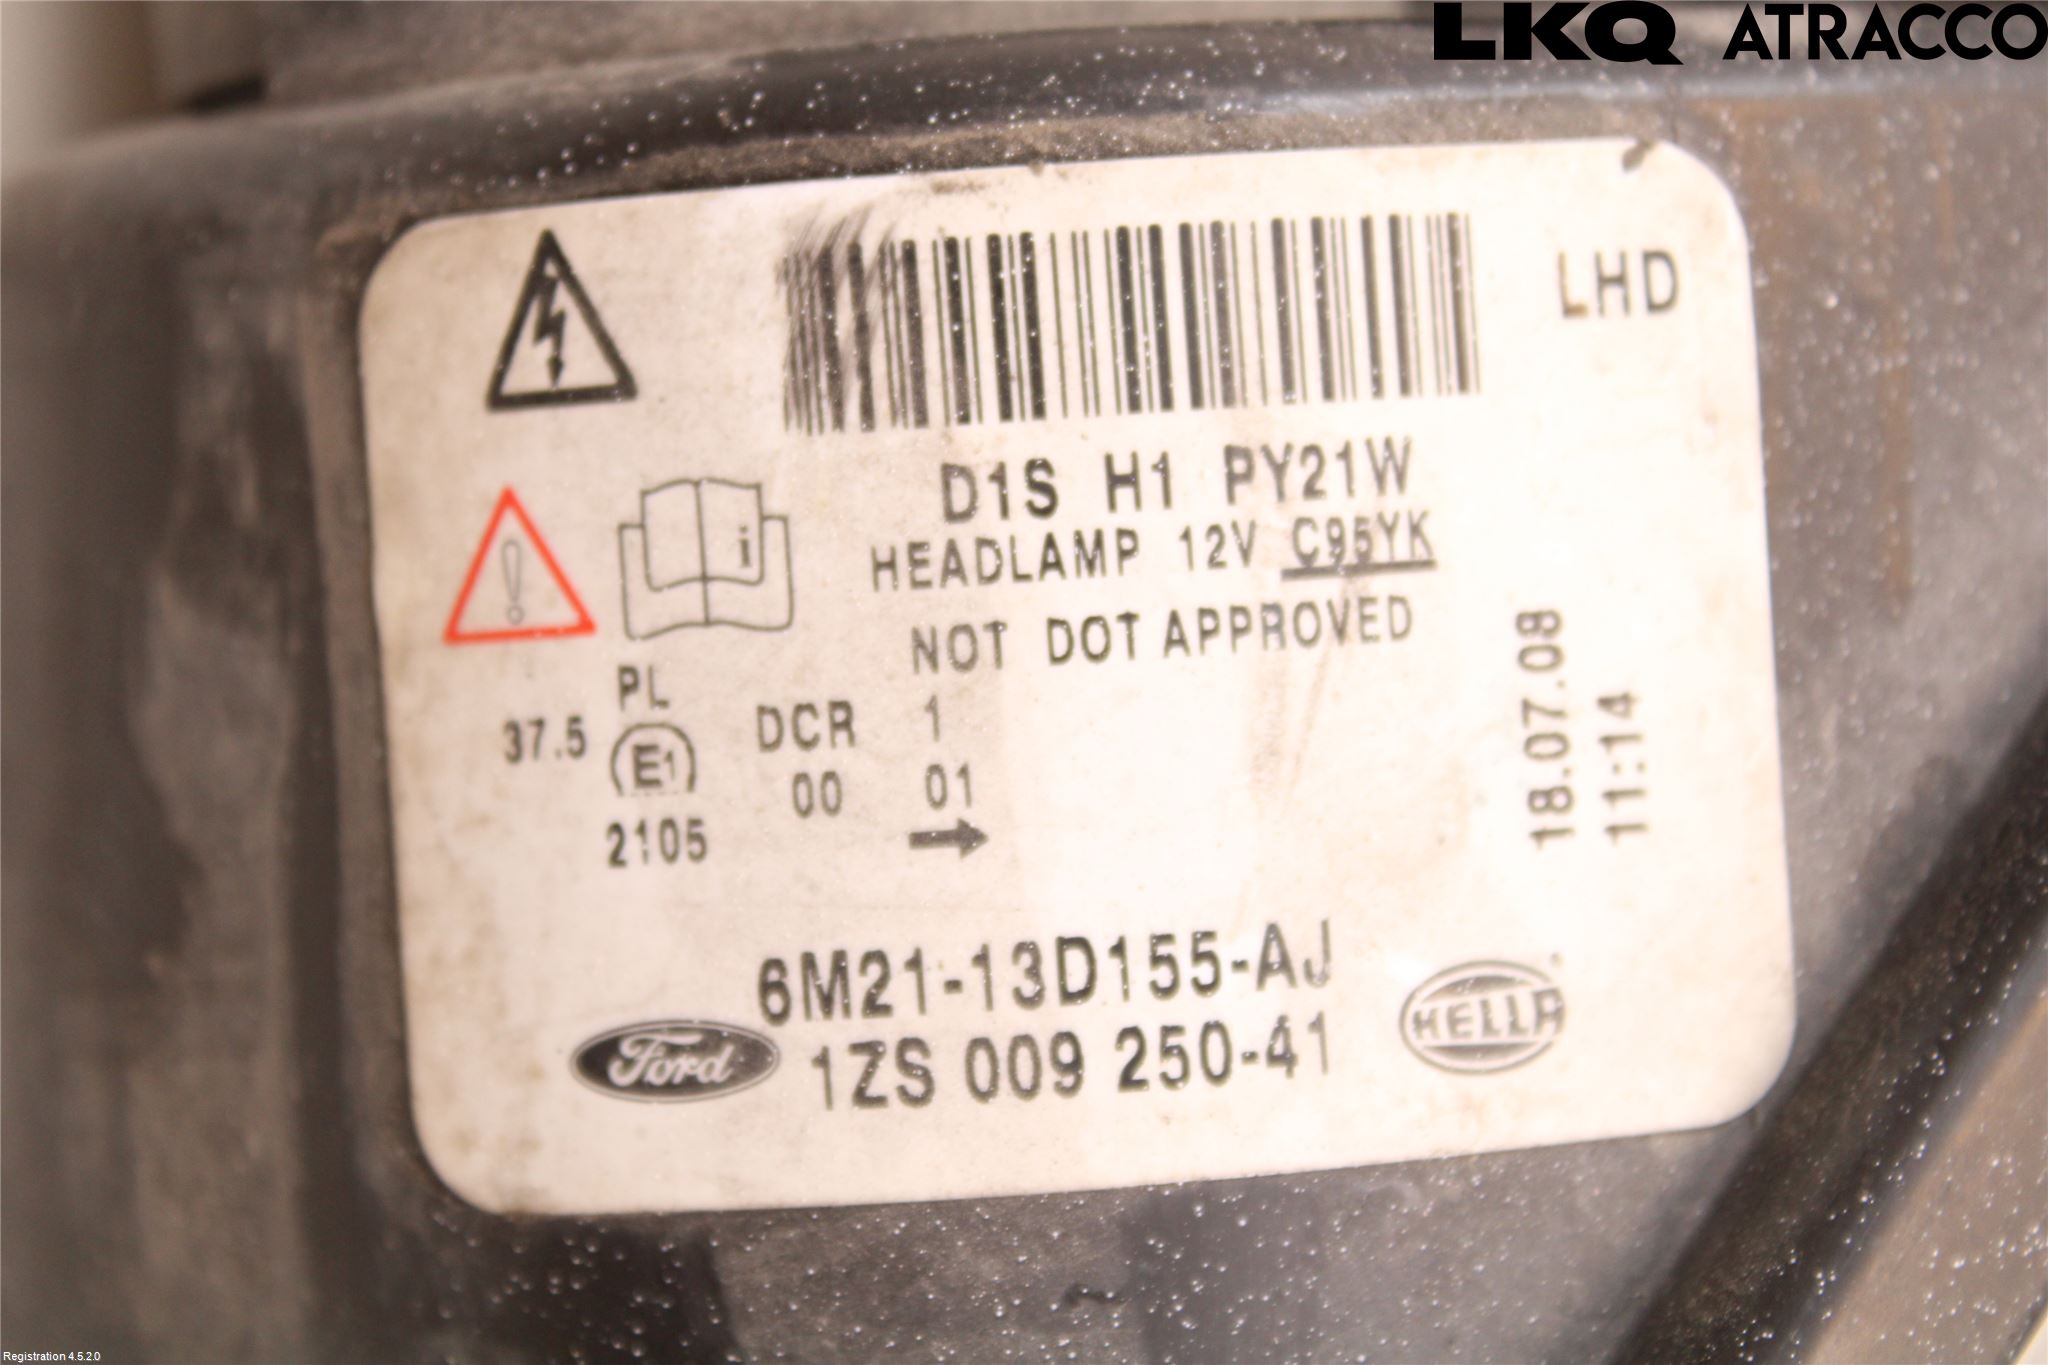 LKQ ATRACCO
LHD
D1S H1 PY21W
HEADLAMP 12V C95YK
NOT DOT APPROVED
i
PL
37.5
E1
2105
DCR 1
00 01
18.07.08
11:14
6M21-13D155-AJ
Ford
1ZS 009 250-41
HELLA
Registration 4.5.2.0